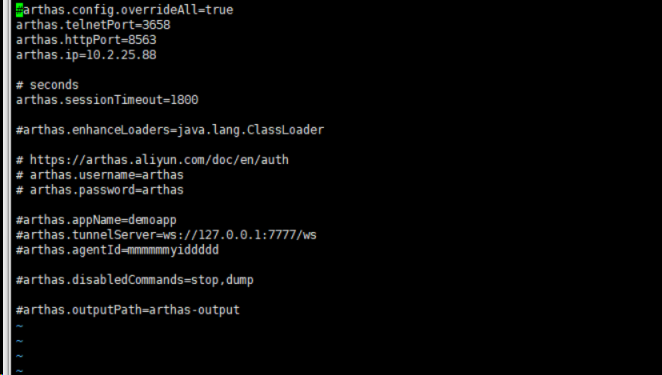 #arthas.config.overrideAll=true
arthas.telnetPort=3658
arthas.httpPort=8563
arthas.ip=10.2.25.88
# seconds
arthas.sessionTimeout=1800
#arthas.enhanceLoaders=java.lang.ClassLoader
# https://arthas.aliyun.com/doc/en/auth
# arthas.username=arthas
# arthas.password=arthas
#arthas.appName=demoapp
#arthas.tunnelServer=ws://127.0.0.1:7777/ws
#arthas.agentId=mmmmmmyiddddd
#arthas.disabledCommands=stop,dump
#arthas.outputPath=arthas-output
~
~
~
~